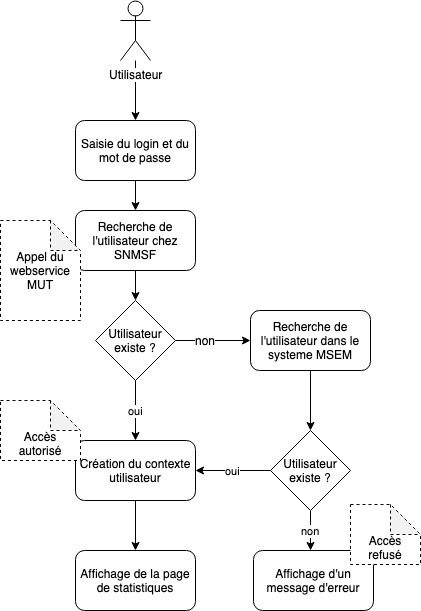 Utilisateur
Saisie du login et du
mot de passe
Recherche de
l'utilisateur chez
SNMSF
Appel du
webservice
MUT
Utilisateur
existe ?
non
Recherche de
l'utilisateur dans le
systeme MSEM
oui
Accès
autorisé
Création du contexte
utilisateur
oui
Utilisateur
existe ?
non
Accès
refusé
Affichage de la page
de statistiques
Affichage d'un
message d'erreur